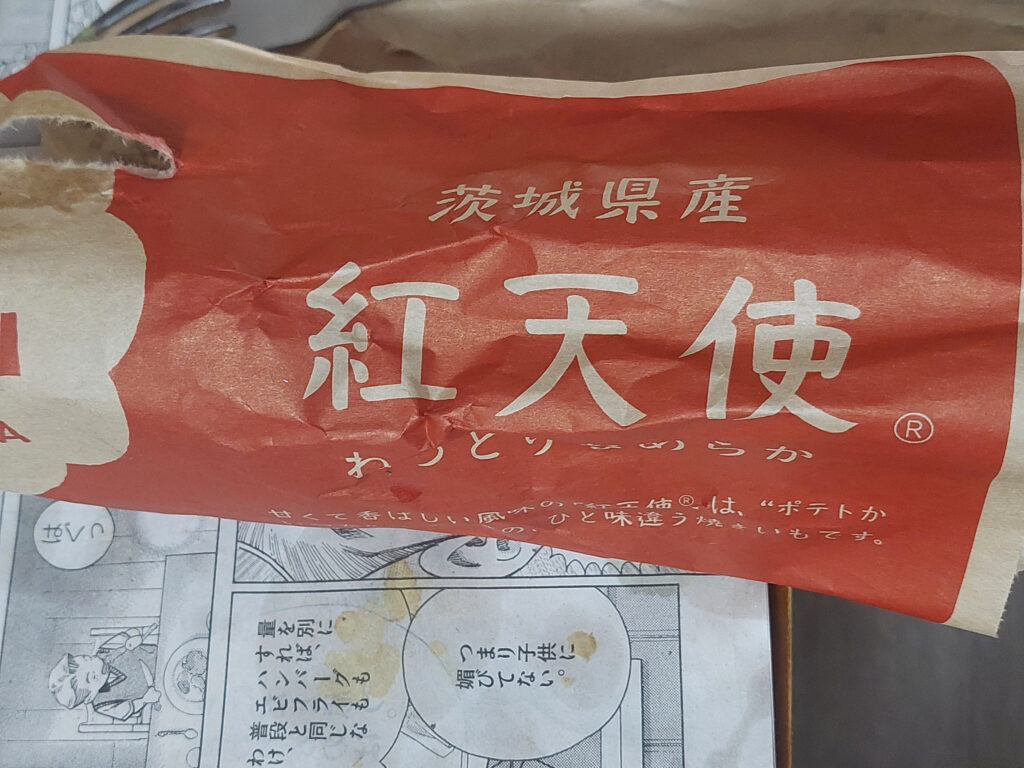 茨城県産
紅天使®
とり
らか
甘くて香ばしい風味の"紅天使®は、“ポテトか
の、ひと味違う焼きいもです。
A
ぱくっ
つまり子供に
媚びてない。
量を別に
すれば、
ハンバーグも
エビフライも
普段と同じな
わけ、